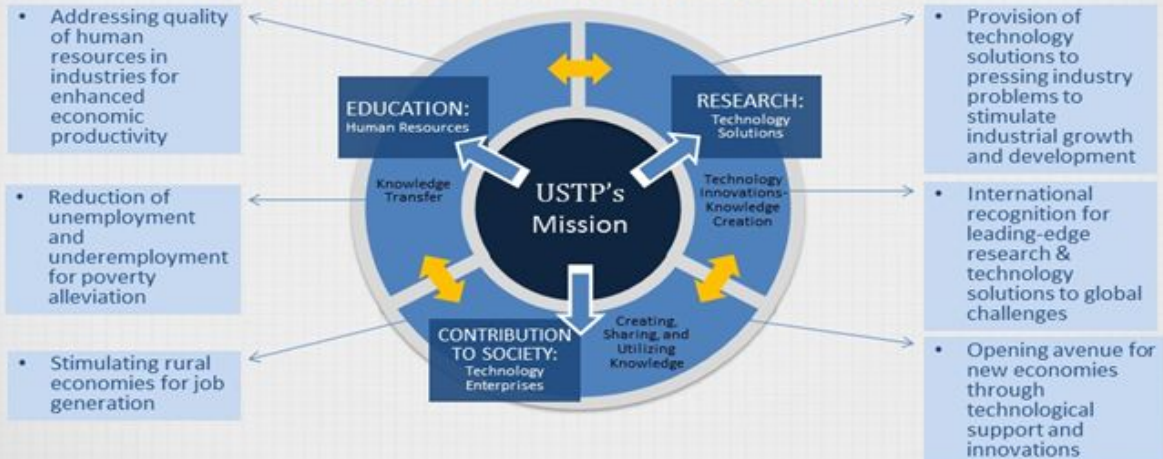 • Addressing quality
of human
resources in
industries for
enhanced
economic
productivity
• Reduction of
unemployment
and
underemployment
for poverty
alleviation
• Stimulating rural
economies for job
generation
EDUCATION:
Human Resources
Knowledge
Transfer
USTP's
Mission
RESEARCH:
Technology
Solutions
Technology
Innovations-
Knowledge
Creation
CONTRIBUTION
TO SOCIETY:
Technology
Enterprises
Creating,
Sharing, and
Utilizing
Knowledge
• Provision of
technology
solutions to
pressing industry
problems to
stimulate
industrial growth
and development
• International
recognition for
leading-edge
research &
technology
solutions to global
challenges
• Opening avenue for
new economies
through
technological
support and
innovations